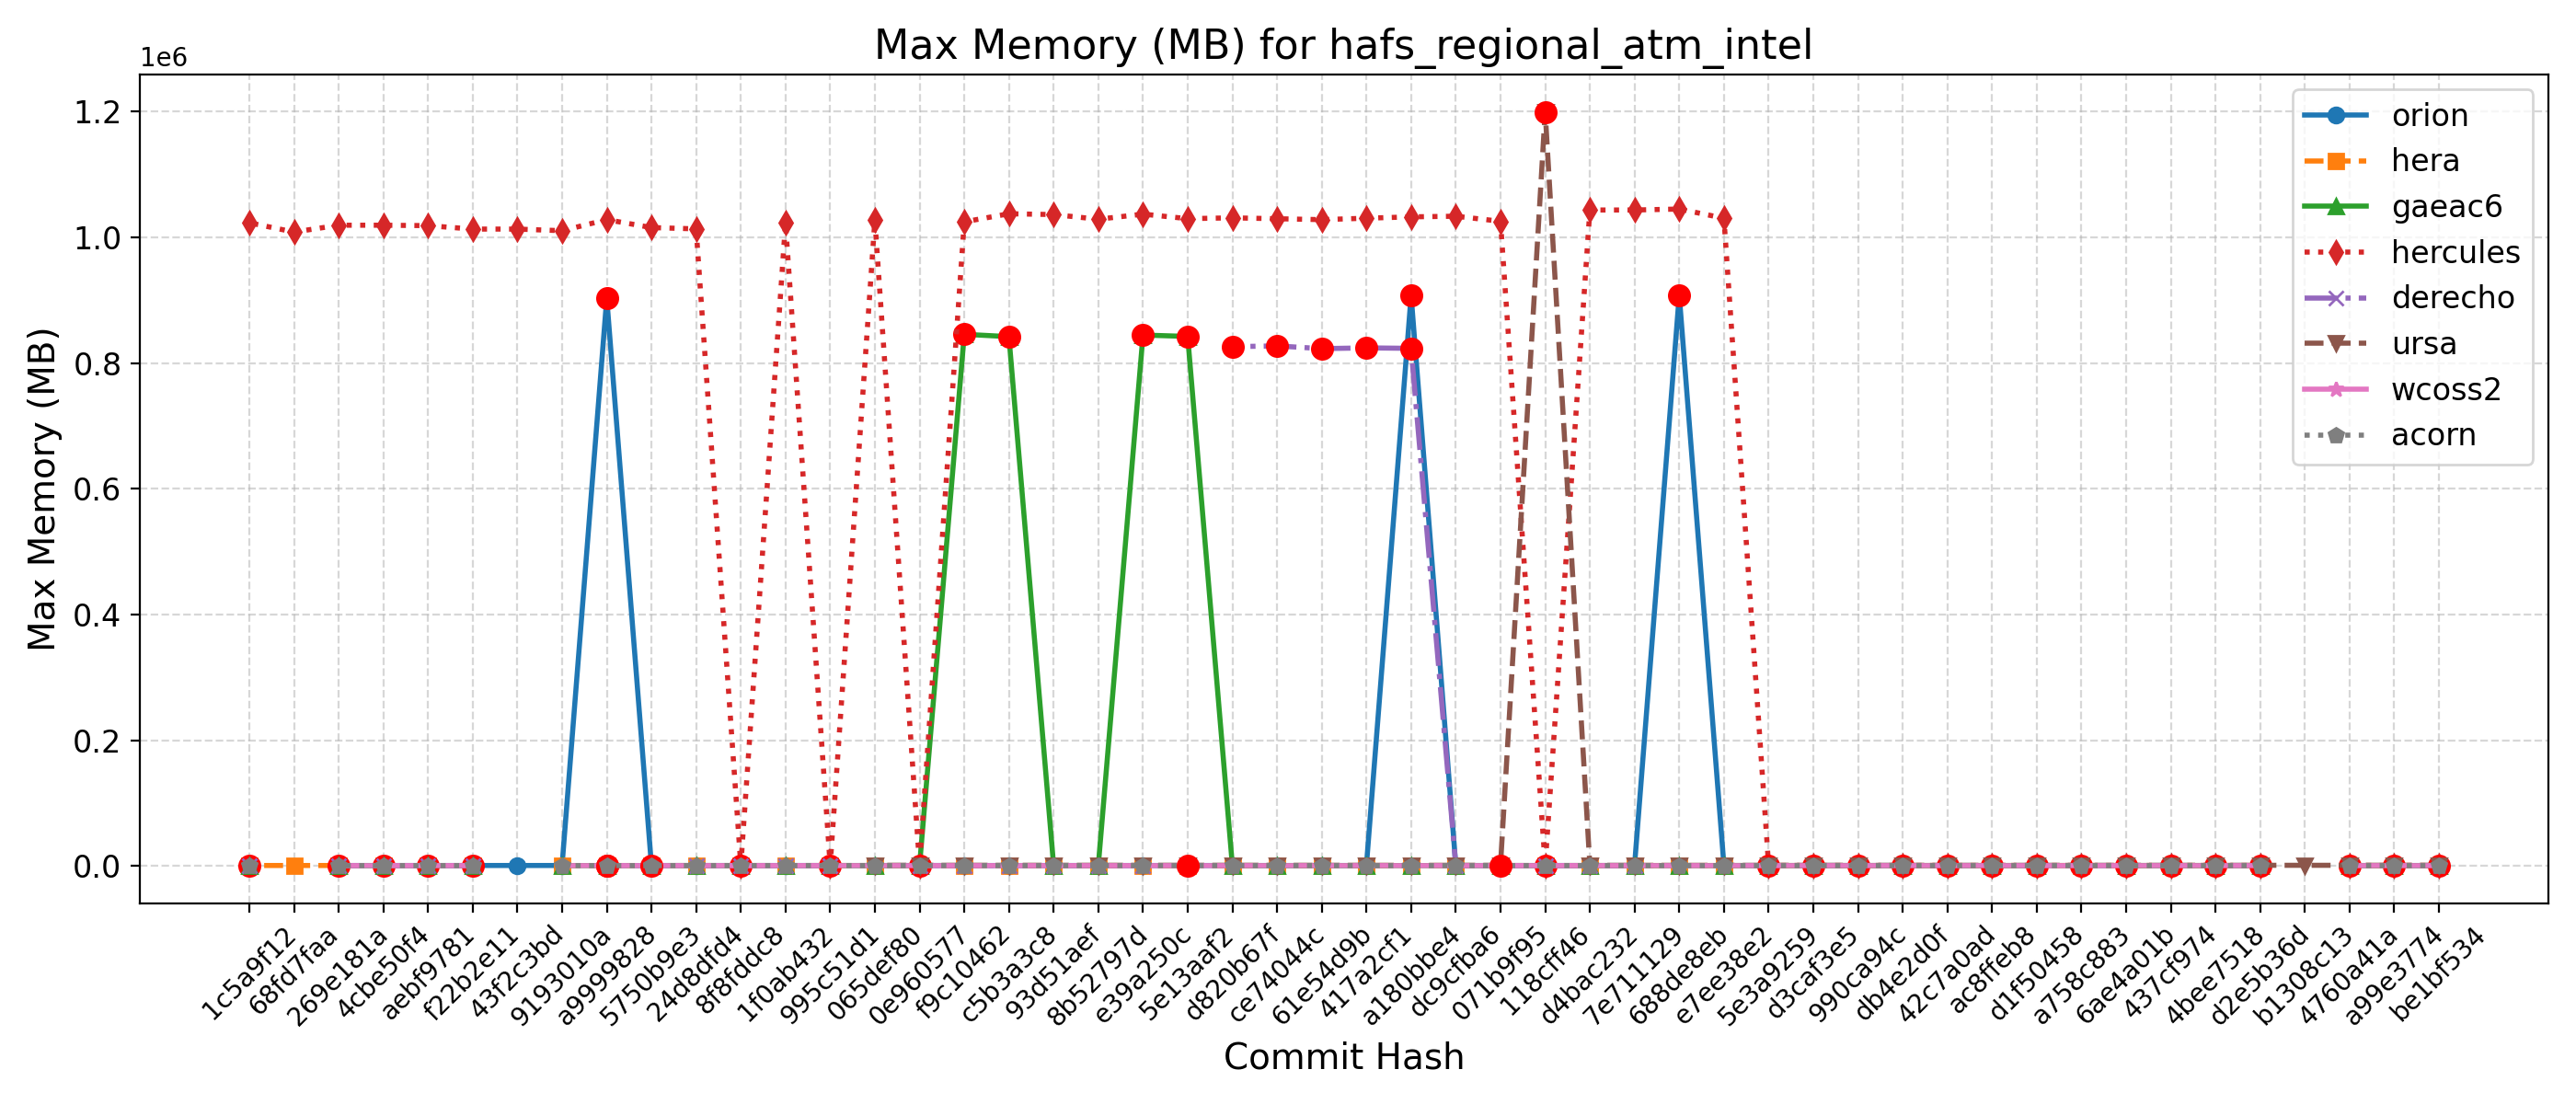 Max Memory (MB) for hafs_regional_atm_intel
1e6
1.2
1.0
0.8
0.6
0.4
0.2
0.0
Max Memory (MB)
orion
hera
gaeac6
hercules
derecho
ursa
wcoss2
acorn
1c5a9f12
68fd7faa
269e181a
4cbe50f4
aebf9781
f22b2e11
43f2c3bd
9193010a
a9999828
5750b9e3
24d8dfd4
8f8fddc8
1f0ab432
995c51d1
065def80
0e960577
f9c10462
c5b3a3c8
93d51aef
8b52797d
e39a250c
5e13aaf2
d820b67f
ce74044c
61e54d9b
417a2cf1
a180bbe4
dc9cfba6
071b9f95
118cff46
d4bac232
7e711129
688de8eb
e7ee38e2
5e3a9259
d3caf3e5
990ca94c
db4e2d0f
42c7a0ad
ac8ffeb8
d1f50458
a758c883
6ae4a01b
437cf974
4bee7518
d2e5b36d
b1308c13
4760a41a
a99e3774
be1bf534
Commit Hash